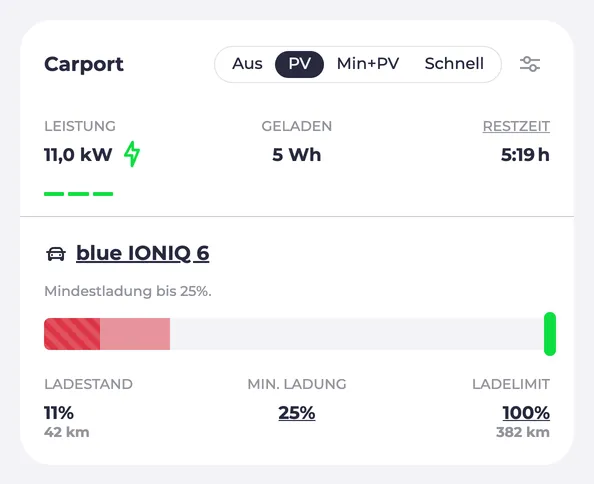 Carport Aus PV Min+PV Schnell
LEISTUNG GELADEN RESTZEIT
11,0 kW 5 Wh 5:19 h
blue IONIQ 6
Mindestladung bis 25%.
LADESTAND MIN. LADUNG LADELIMIT
11% 25% 100%
42 km 382 km